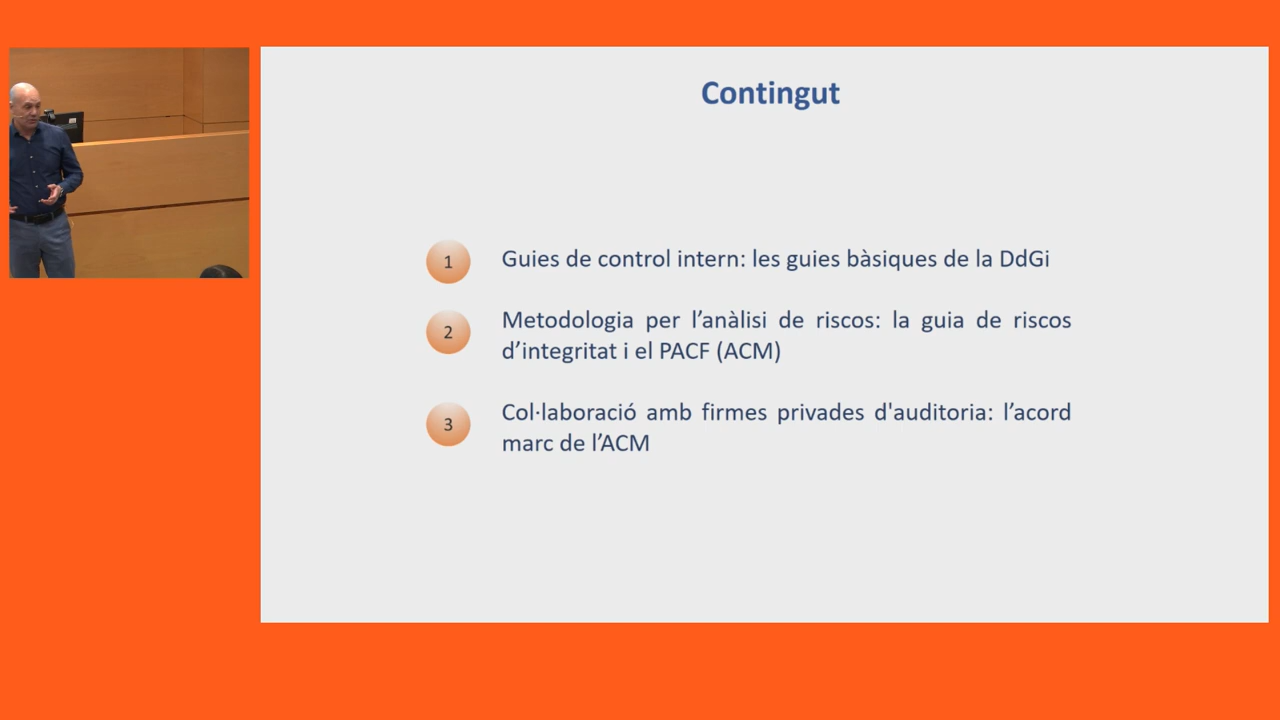 Contingut
1 Guies de control intern: les guies bàsiques de la DdGi
2 Metodologia per l’anàlisi de riscos: la guia de riscos
d’integritat i el PACF (ACM)
3 Col·laboració amb firmes privades d'auditoria: l’acord
marc de l’ACM